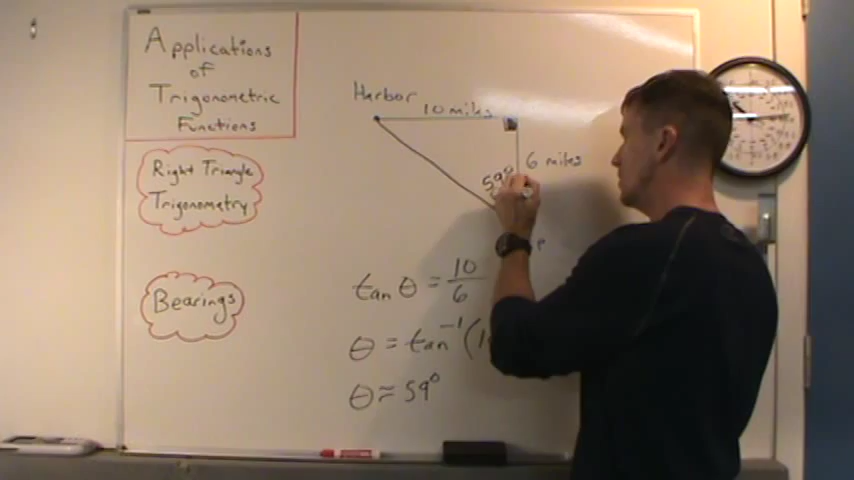 Applications
of
Trigonometric
Functions
Right Triangle
Trigonometry
Bearings
Harbor
10 miles
6 miles
59°
p
tan θ = 10/6
θ = tan⁻¹(1
θ ≈ 59°